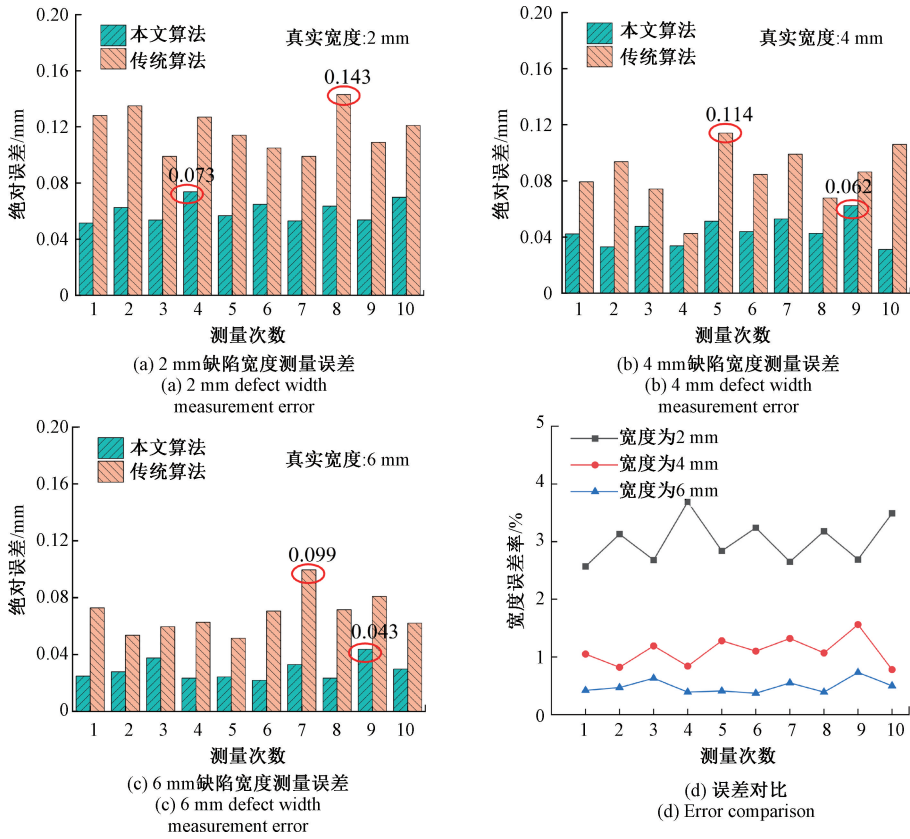 0.20
0.16
0.12
0.08
0.04
0
绝对误差/mm
本文算法
传统算法
真实宽度:2 mm
0.143
0.073
1 2 3 4 5 6 7 8 9 10
测量次数
(a) 2 mm缺陷宽度测量误差
(a) 2 mm defect width
measurement error
0.20
0.16
0.12
0.08
0.04
0
绝对误差/mm
本文算法
传统算法
真实宽度:4 mm
0.114
0.062
1 2 3 4 5 6 7 8 9 10
测量次数
(b) 4 mm缺陷宽度测量误差
(b) 4 mm defect width
measurement error
0.20
0.16
0.12
0.08
0.04
0
绝对误差/mm
本文算法
传统算法
真实宽度:6 mm
0.099
0.043
1 2 3 4 5 6 7 8 9 10
测量次数
(c) 6 mm缺陷宽度测量误差
(c) 6 mm defect width
measurement error
5
4
3
2
1
0
宽度误差率/%
宽度为2 mm
宽度为4 mm
宽度为6 mm
1 2 3 4 5 6 7 8 9 10
测量次数
(d) 误差对比
(d) Error comparison